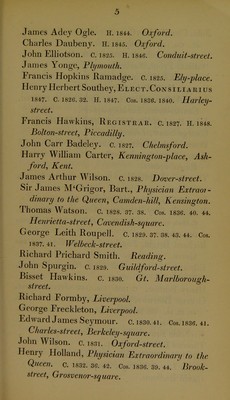 5
James Adey Ogle. H. 1844. Oxford.
Charles Daubeny. H. 1845. Oxford.
John Elliotson. C. 1825. H. 1846. Conduit-street.
James Yonge, Plymouth.
Francis Hopkins Ramadge. C. 1825. Ely-place.
Henry Herbert Southey, ELECT. CONSILIARIUS
1847. C. 1826. 32. H. 1847. Cos. 1826. 1840. Harley-
street.
Francis Hawkins, REGISTRAR. C. 1827. H. 1848.
Bolton-street, Piccadilly.
John Carr Badeley. C. 1827. Chelmsford.
Harry William Carter, Kennington-place, Ash-
ford, Kent.
James Arthur Wilson. C. 1828. Dover-street.
Sir James M'Grigor, Bart., Physician Extraor-
dinary to the Queen, Camden-hill, Kensington.
Thomas Watson. C. 1828. 37. 38. Cos. 1836. 40. 44.
Henrietta-street, Cavendish-square.
George Leith Roupell. C. 1829. 37. 38. 43. 44. Cos.
1837. 41. Welbeck-street.
Richard Prichard Smith. Reading.
John Spurgin. C. 1829. Guildford-street.
Bisset Hawkins. C. 1830. Gt. Marlborough-
street.
Richard Formby, Liverpool.
George Freckleton, Liverpool.
Edward James Seymour. C. 1830. 41. Cos. 1836. 41.
Charles-street, Berkeley-square.
John Wilson. C. 1831. Oxford-street.
Henry Holland, Physician Extraordinary to the
Queen. C. 1832. 36. 42. Cos. 1836. 39. 44. Brook-
street, Grosvenor-square.